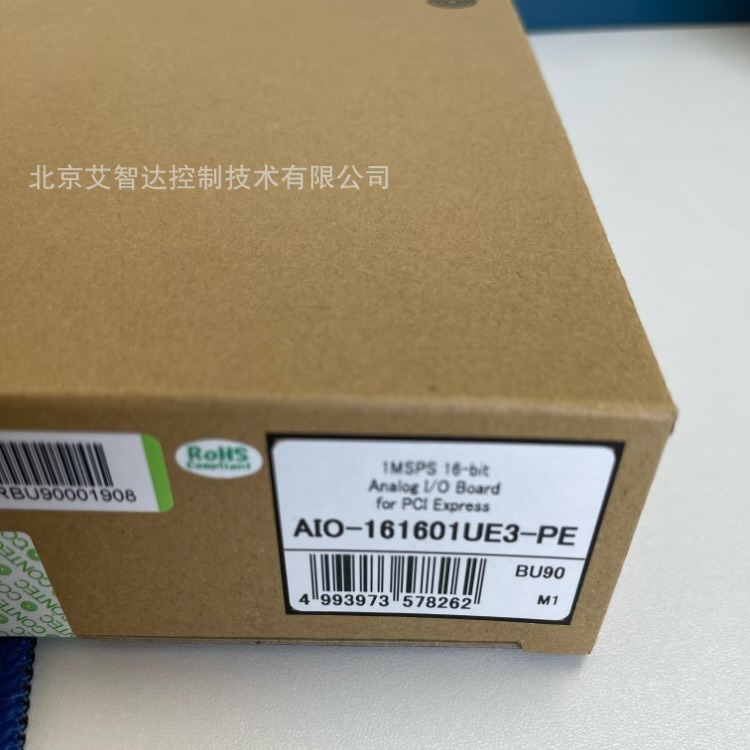 北京艾智达控制技术有限公司
RoHS
Compliant
RBU90001908
1MSPS 16-bit
Analog I/O Board
for PCI Express
AIO-161601UE3-PE
BU90
4 993973 578262
M1
CONTEC